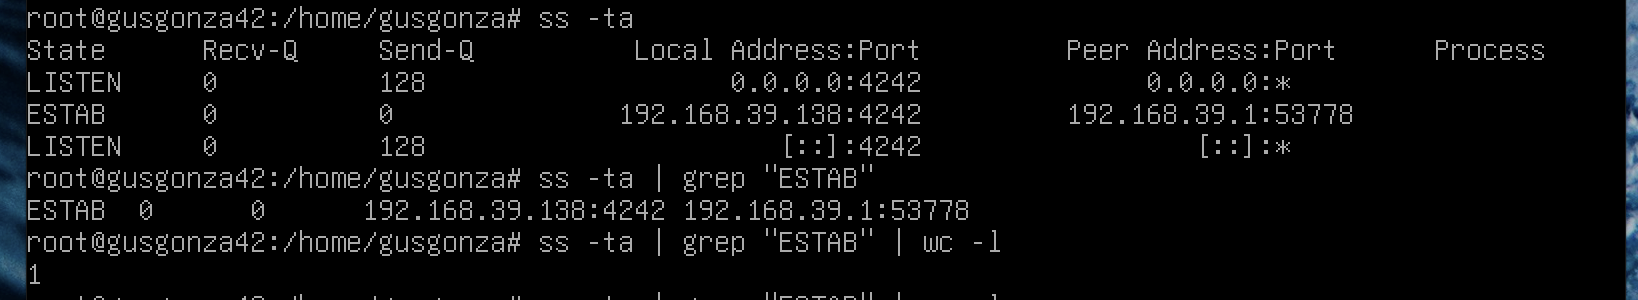 root@gusgonza42:/home/gusgonza# ss -ta
State Recv-Q Send-Q Local Address:Port Peer Address:Port Process
LISTEN 0 128 0.0.0.0:4242 0.0.0.0:*
ESTAB 0 0 192.168.39.138:4242 192.168.39.1:53778
LISTEN 0 128 [::]:4242 [::]:*
root@gusgonza42:/home/gusgonza# ss -ta | grep "ESTAB"
ESTAB 0 0 192.168.39.138:4242 192.168.39.1:53778
root@gusgonza42:/home/gusgonza# ss -ta | grep "ESTAB" | wc -l
1